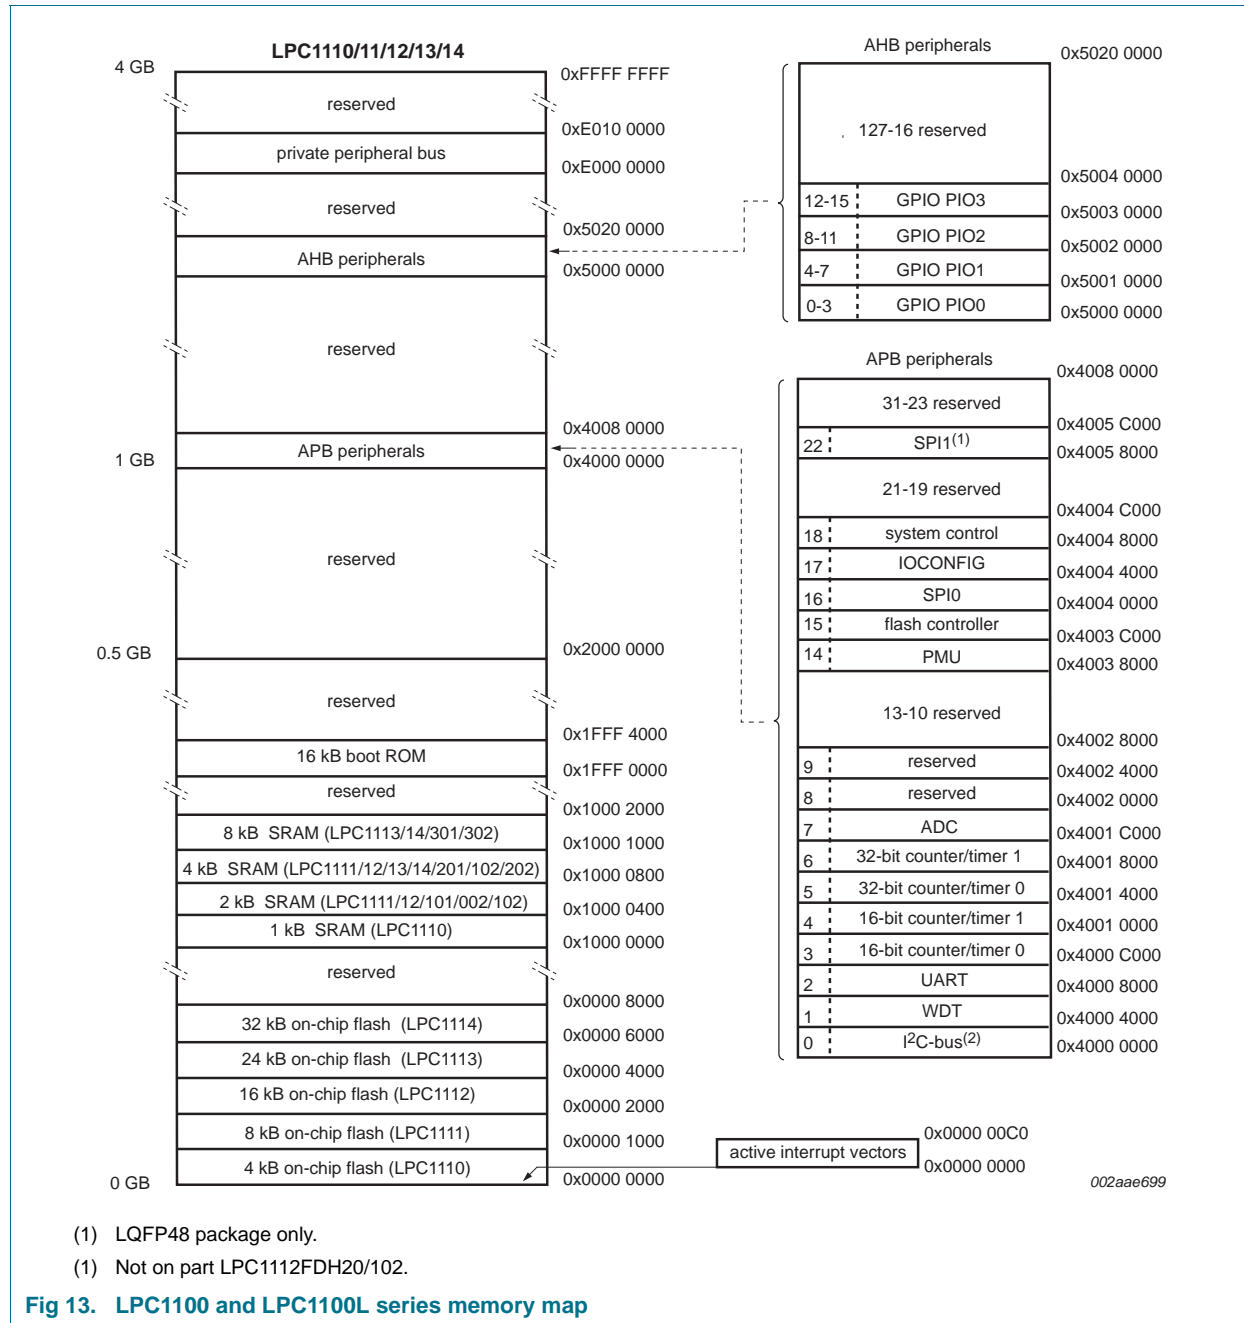 LPC1110/11/12/13/14
4 GB
0xFFFF FFFF
reserved
0xE010 0000
private peripheral bus
0xE000 0000
reserved
0x5020 0000
AHB peripherals
0x5000 0000
reserved
0x4008 0000
APB peripherals
1 GB
0x4000 0000
reserved
0x2000 0000
0.5 GB
reserved
0x1FFF 4000
16 kB boot ROM
0x1FFF 0000
reserved
0x1000 2000
8 kB SRAM (LPC1113/14/301/302)
0x1000 1000
4 kB SRAM (LPC1111/12/13/14/201/102/202)
0x1000 0800
2 kB SRAM (LPC1111/12/101/002/102)
0x1000 0400
1 kB SRAM (LPC1110)
0x1000 0000
reserved
0x0000 8000
32 kB on-chip flash (LPC1114)
0x0000 6000
24 kB on-chip flash (LPC1113)
0x0000 4000
16 kB on-chip flash (LPC1112)
0x0000 2000
8 kB on-chip flash (LPC1111)
0x0000 1000
4 kB on-chip flash (LPC1110)
0 GB
0x0000 0000
AHB peripherals
0x5020 0000
127-16 reserved
0x5004 0000
12-15 GPIO PIO3
0x5003 0000
8-11 GPIO PIO2
0x5002 0000
4-7 GPIO PIO1
0x5001 0000
0-3 GPIO PIO0
0x5000 0000
APB peripherals
0x4008 0000
31-23 reserved
0x4005 C000
22 SPI1(1)
0x4005 8000
21-19 reserved
0x4004 C000
18 system control
0x4004 8000
17 IOCONFIG
0x4004 4000
16 SPI0
0x4004 0000
15 flash controller
0x4003 C000
14 PMU
0x4003 8000
13-10 reserved
0x4002 8000
9 reserved
0x4002 4000
8 reserved
0x4002 0000
7 ADC
0x4001 C000
6 32-bit counter/timer 1
0x4001 8000
5 32-bit counter/timer 0
0x4001 4000
4 16-bit counter/timer 1
0x4001 0000
3 16-bit counter/timer 0
0x4000 C000
2 UART
0x4000 8000
1 WDT
0x4000 4000
0 I2C-bus(2)
0x4000 0000
0x0000 00C0
active interrupt vectors
0x0000 0000
002aae699
(1) LQFP48 package only.
(1) Not on part LPC1112FDH20/102.
Fig 13. LPC1100 and LPC1100L series memory map